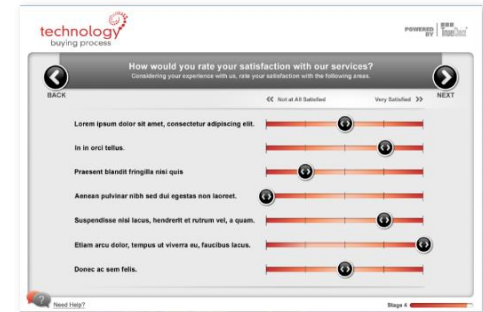 technology
buying process
POWERED
BY
How would you rate your satisfaction with our services?
Considering your experience with us, rate your satisfaction with the following areas.
BACK
NEXT
Not at All Satisfied
Very Satisfied
Lorem ipsum dolor sit amet, consectetur adipiscing elit.
In in orci tellus.
Praesent blandit fringilla nisi quis
Aenean pulvinar nibh sed dui egestas non laoreet.
Suspendisse nisl lacus, hendrerit et rutrum vel, a quam.
Etiam arcu dolor, tempus ut viverra eu, faucibus lacus.
Donec ac sem felis.
Need Help?
Stage 4